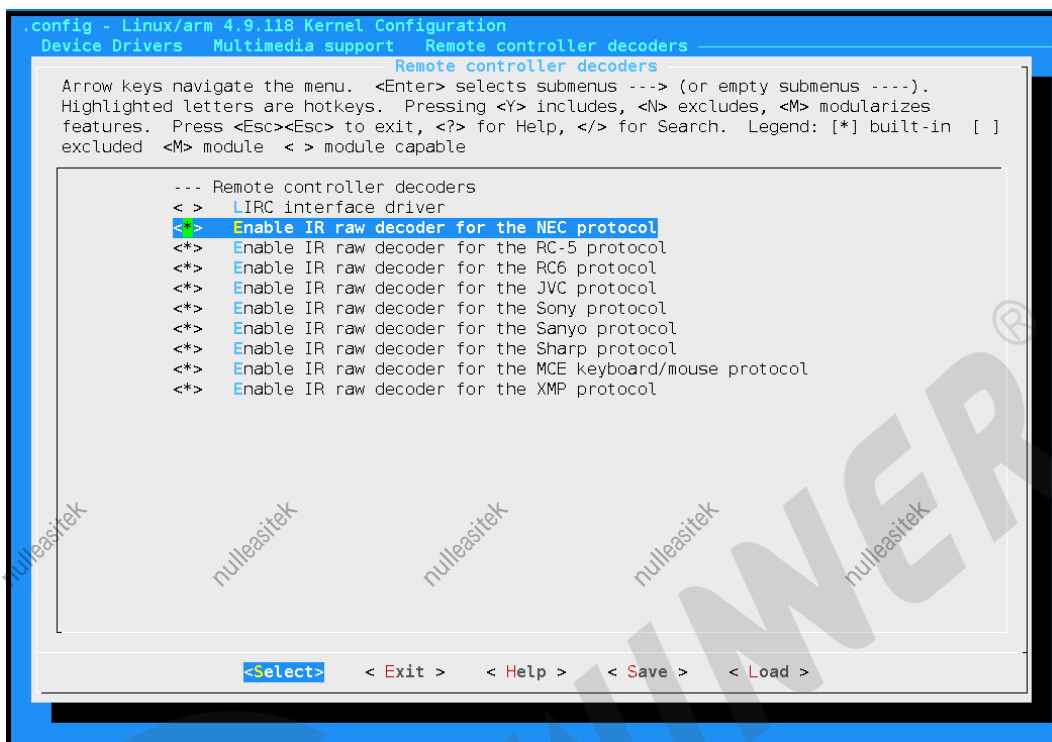 .config - Linux/arm 4.9.118 Kernel Configuration
Device Drivers   Multimedia support   Remote controller decoders
Remote controller decoders
Arrow keys navigate the menu.  <Enter> selects submenus ---> (or empty submenus ----).
Highlighted letters are hotkeys.  Pressing <Y> includes, <N> excludes, <M> modularizes
features.  Press <Esc><Esc> to exit, <?> for Help, </> for Search.  Legend: [*] built-in  [ ]
excluded  <M> module  < > module capable
--- Remote controller decoders
< >   LIRC interface driver
<*>   Enable IR raw decoder for the NEC protocol
<*>   Enable IR raw decoder for the RC-5 protocol
<*>   Enable IR raw decoder for the RC6 protocol
<*>   Enable IR raw decoder for the JVC protocol
<*>   Enable IR raw decoder for the Sony protocol
<*>   Enable IR raw decoder for the Sanyo protocol
<*>   Enable IR raw decoder for the Sharp protocol
<*>   Enable IR raw decoder for the MCE keyboard/mouse protocol
<*>   Enable IR raw decoder for the XMP protocol
nulleasitek nulleasitek nulleasitek nulleasitek nulleasitek
<Select>    < Exit >    < Help >    < Save >    < Load >
WINNER®